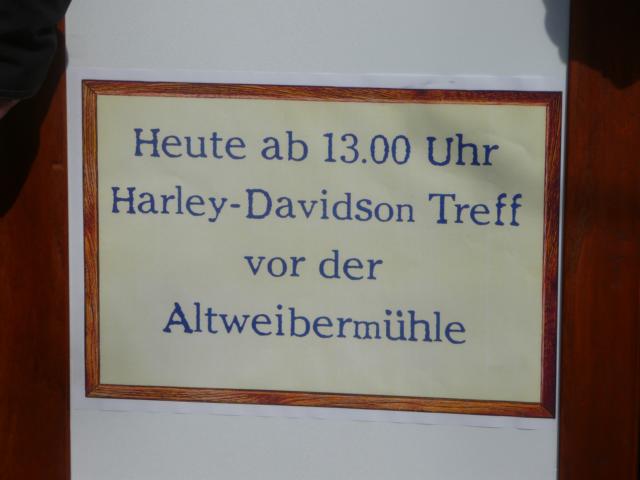 Heute ab 13.00 Uhr
Harley-Davidson Treff
vor der
Altweibermühle